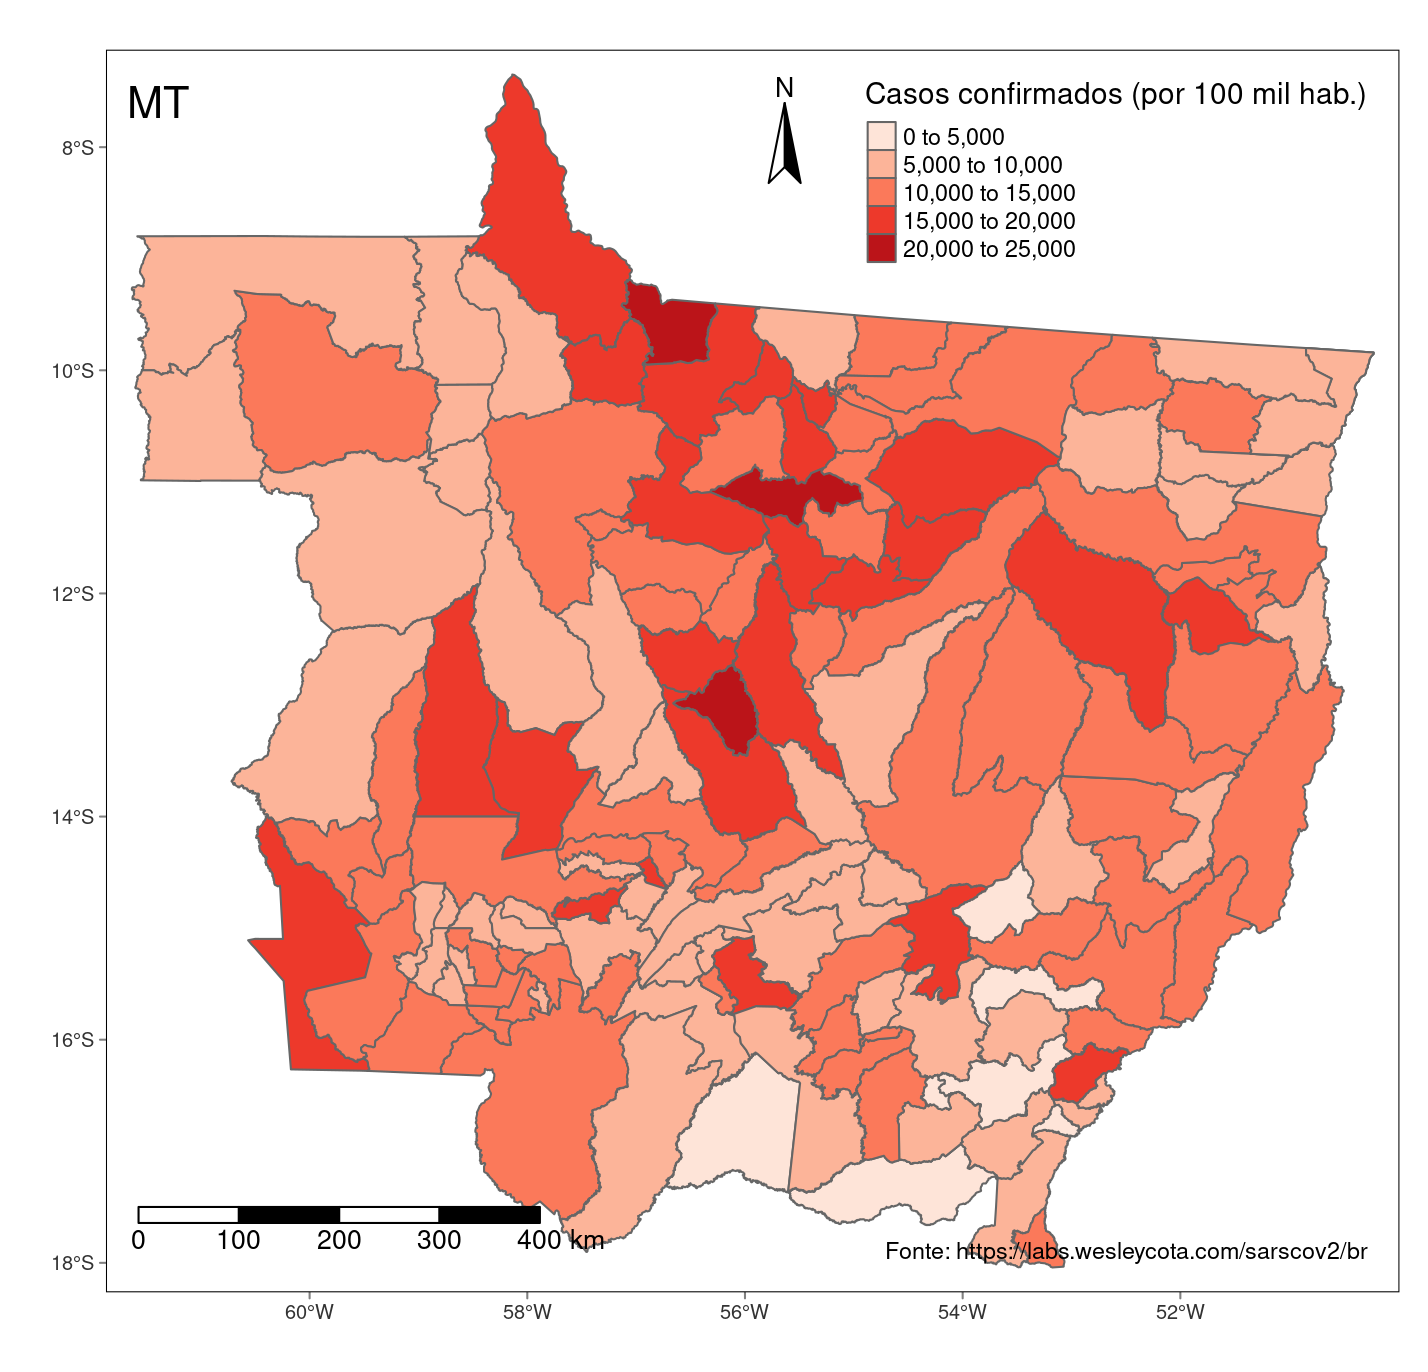 MT
N
Casos confirmados (por 100 mil hab.)
0 to 5,000
5,000 to 10,000
10,000 to 15,000
15,000 to 20,000
20,000 to 25,000
8°S
10°S
12°S
14°S
16°S
18°S
0 100 200 300 400 km
Fonte: https://labs.wesleycota.com/sarscov2/br
60°W 58°W 56°W 54°W 52°W